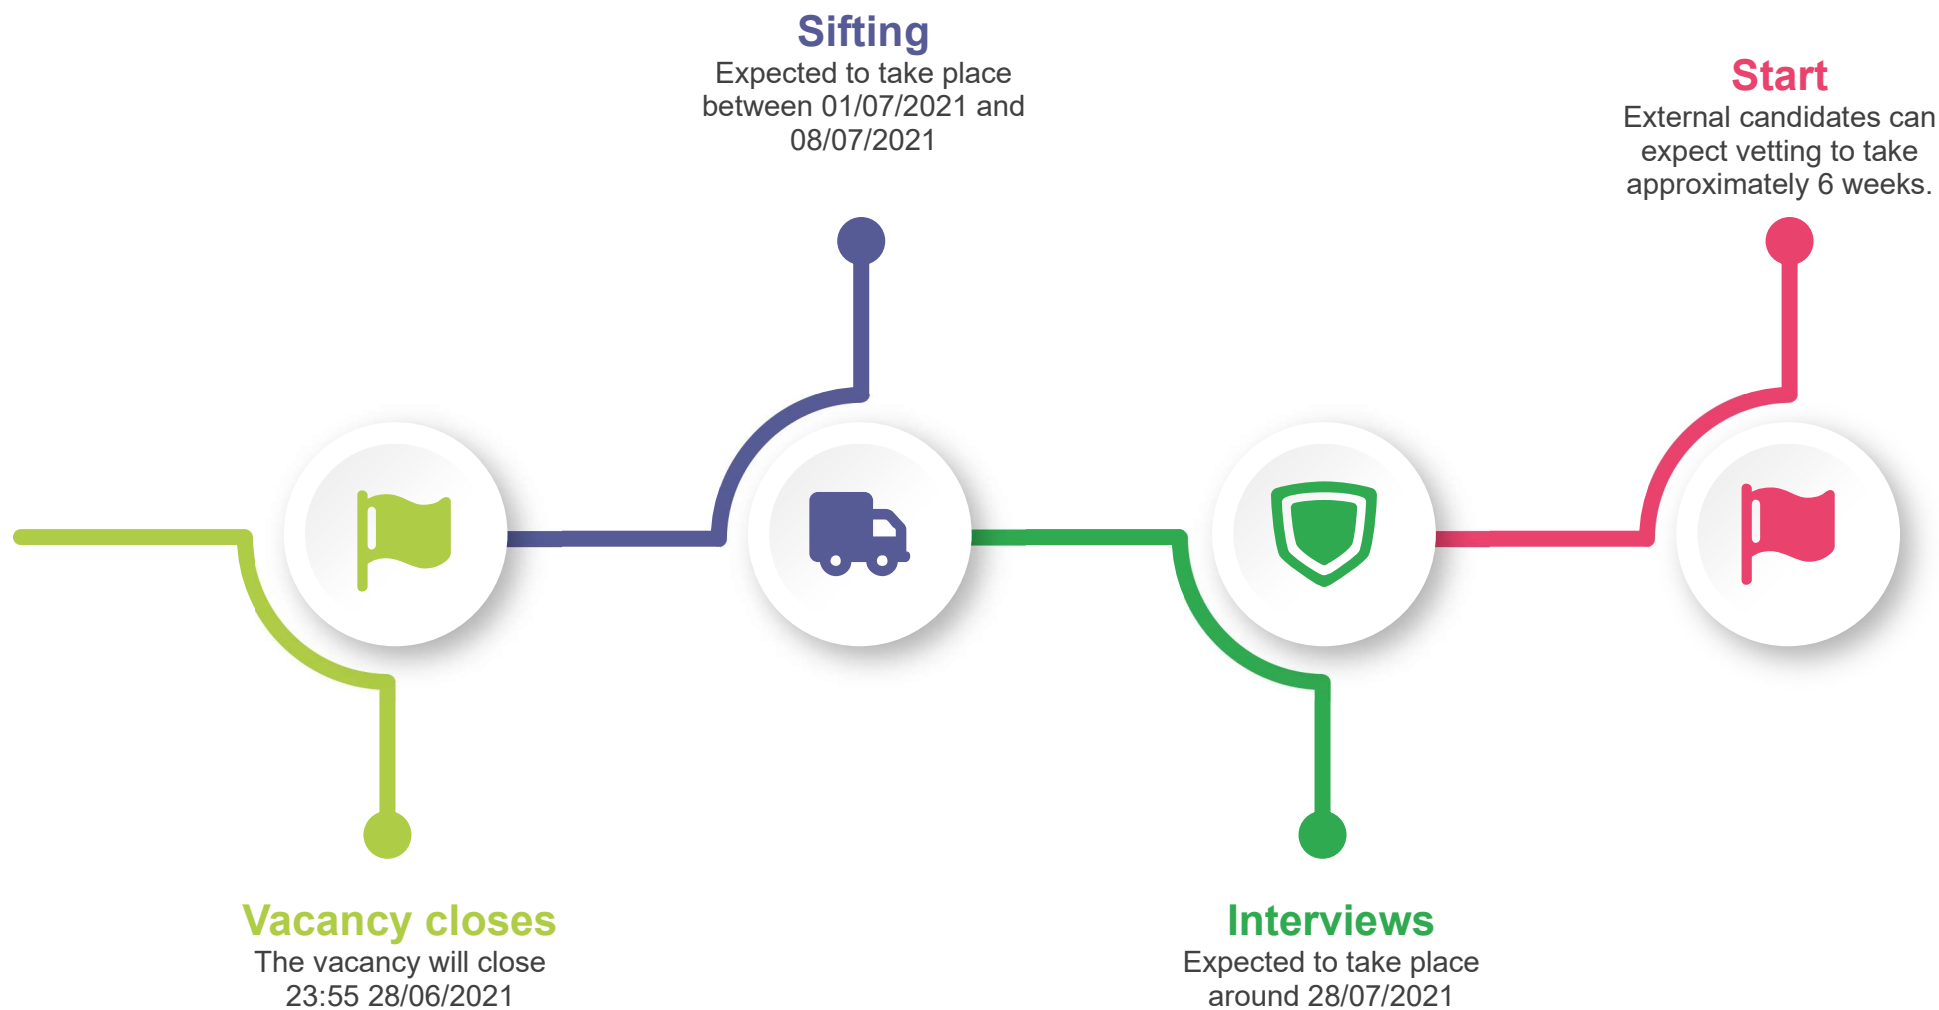 Sifting
Expected to take place
between 01/07/2021 and
08/07/2021
Start
External candidates can
expect vetting to take
approximately 6 weeks.
Vacancy closes
The vacancy will close
23:55 28/06/2021
Interviews
Expected to take place
around 28/07/2021